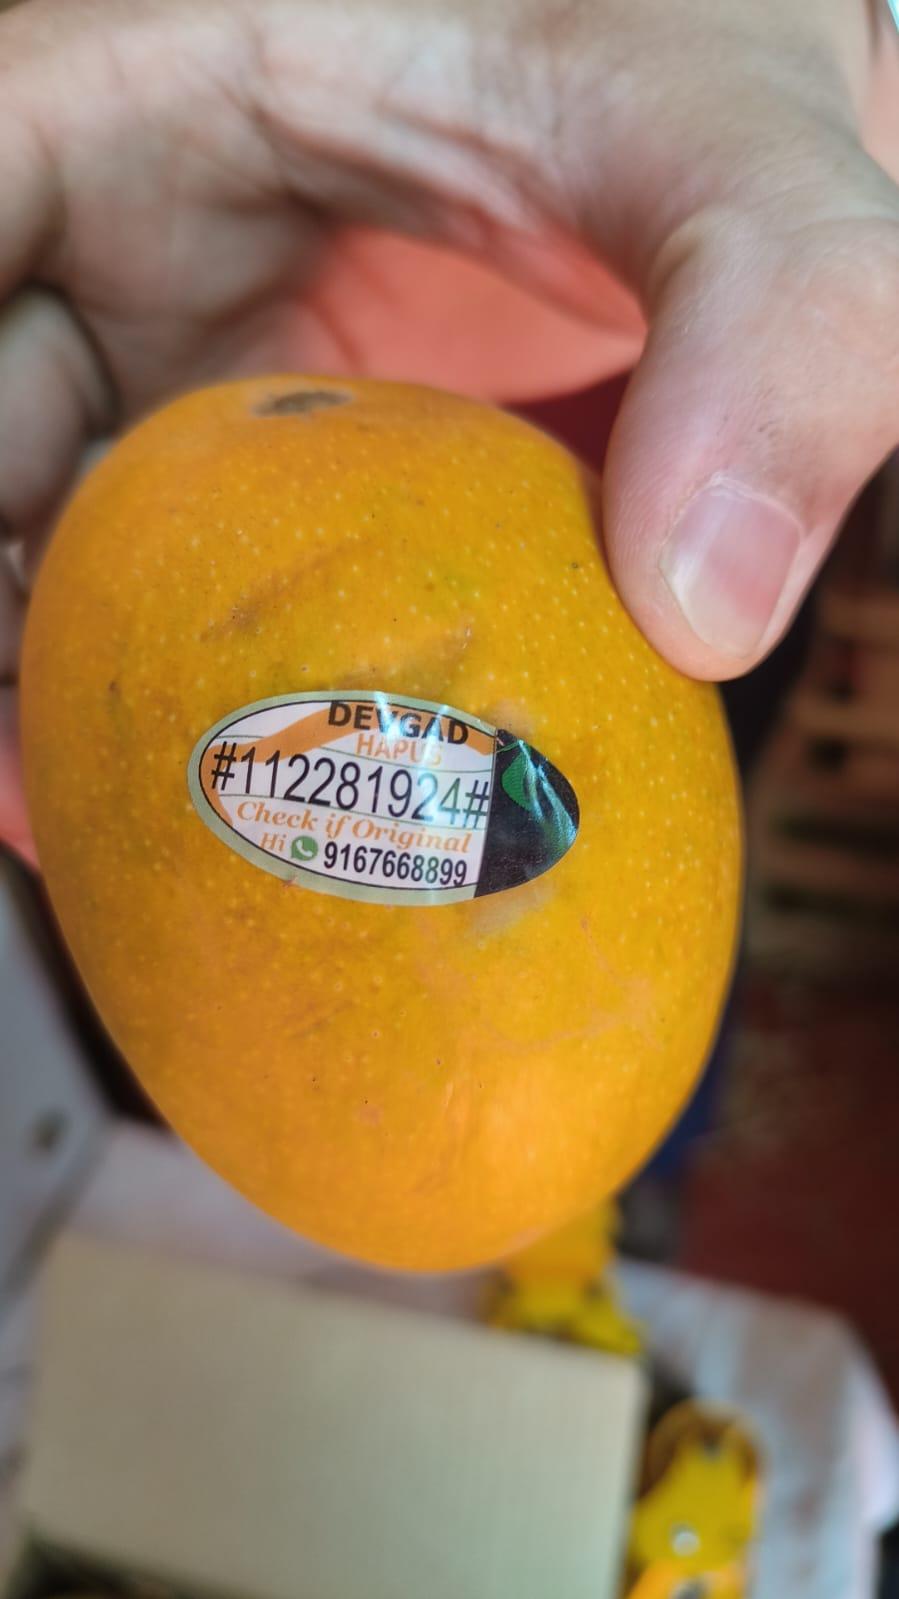 DEVGAD
HAPUS
#112281924#
Check if Original
Hi 9167668899